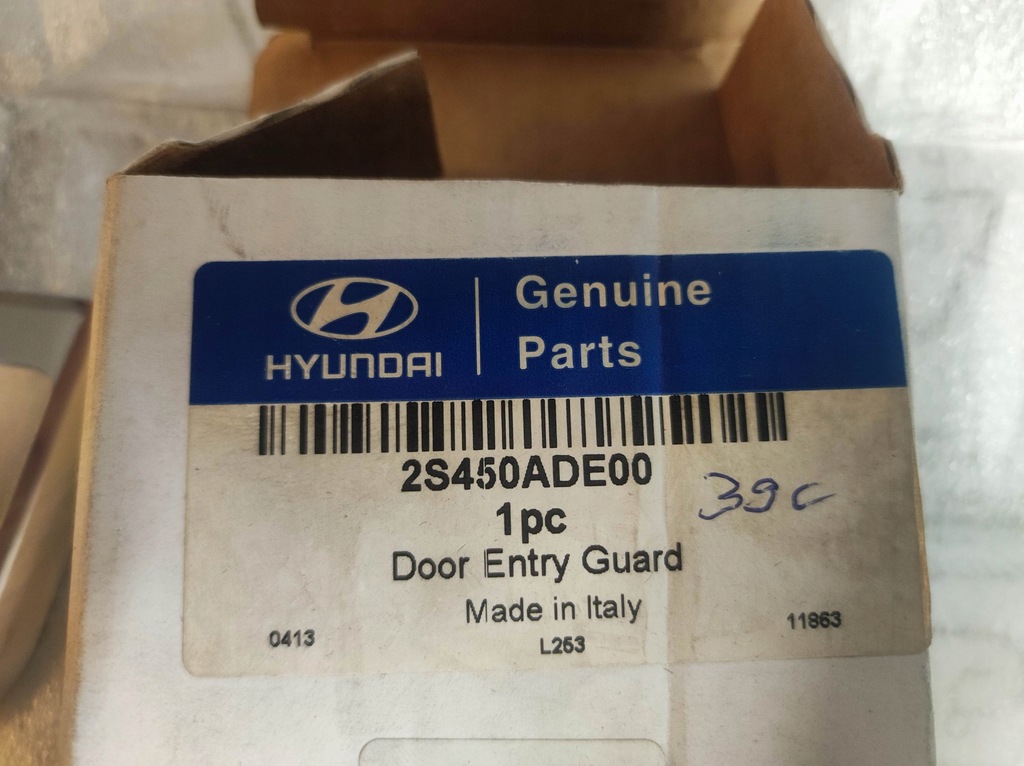 HYUNDAI
Genuine
Parts
2S450ADE00
1pc
39c
Door Entry Guard
Made in Italy
0413
L253
11863